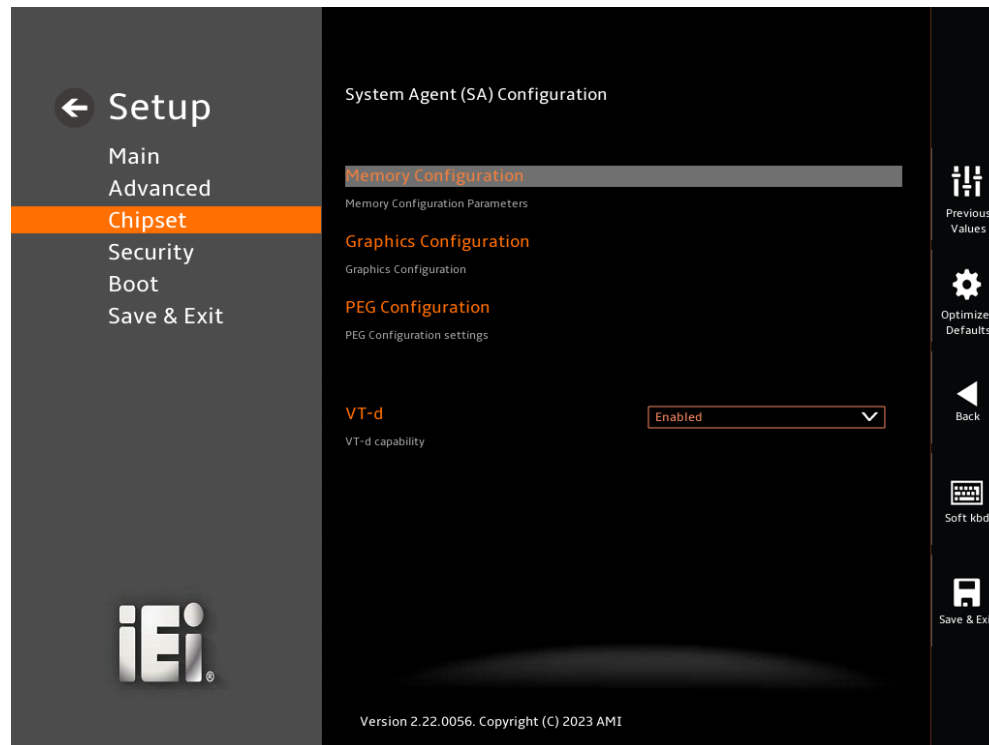 Setup
Main
Advanced
Chipset
Security
Boot
Save & Exit
System Agent (SA) Configuration
Memory Configuration
Memory Configuration Parameters
Graphics Configuration
Graphics Configuration
PEG Configuration
PEG Configuration settings
VT-d
Enabled
VT-d capability
Previous
Values
Optimize
Defaults
Back
Soft kbd
Save & Exi
iEi®
Version 2.22.0056. Copyright (C) 2023 AMI